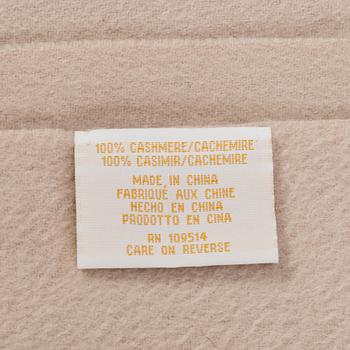 100% CASHMERE/CACHEMIRE
100% CASIMIR/CACHEMIRE
MADE IN CHINA
FABRIQUÉ AUX CHINE
HECHO EN CHINA
PRODOTTO EN CINA
RN 109514
CARE ON REVERSE